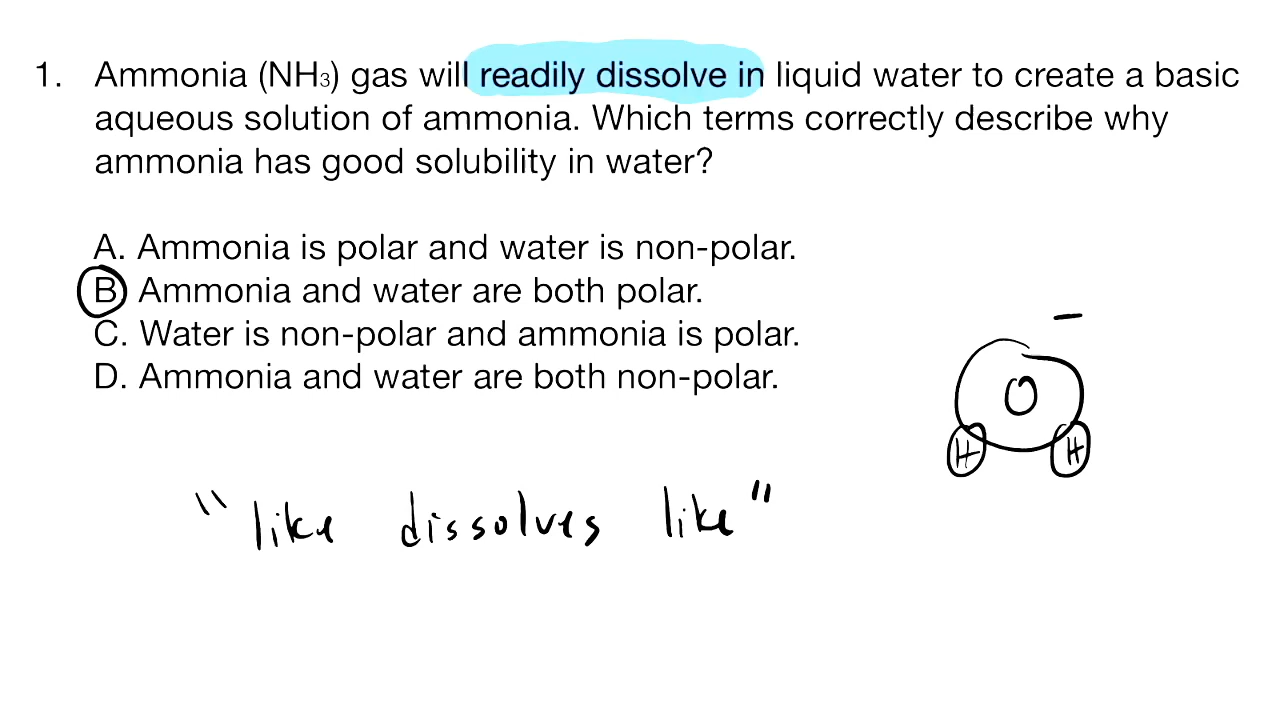 1. Ammonia (NH₃) gas will readily dissolve in liquid water to create a basic
aqueous solution of ammonia. Which terms correctly describe why
ammonia has good solubility in water?
A. Ammonia is polar and water is non-polar.
B. Ammonia and water are both polar.
C. Water is non-polar and ammonia is polar.
D. Ammonia and water are both non-polar.
−
O
H H
"like dissolves like"